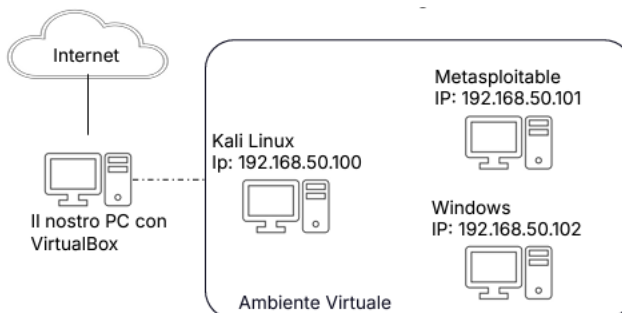 Internet
Il nostro PC con
VirtualBox
Kali Linux
Ip: 192.168.50.100
Metasploitable
IP: 192.168.50.101
Windows
IP: 192.168.50.102
Ambiente Virtuale